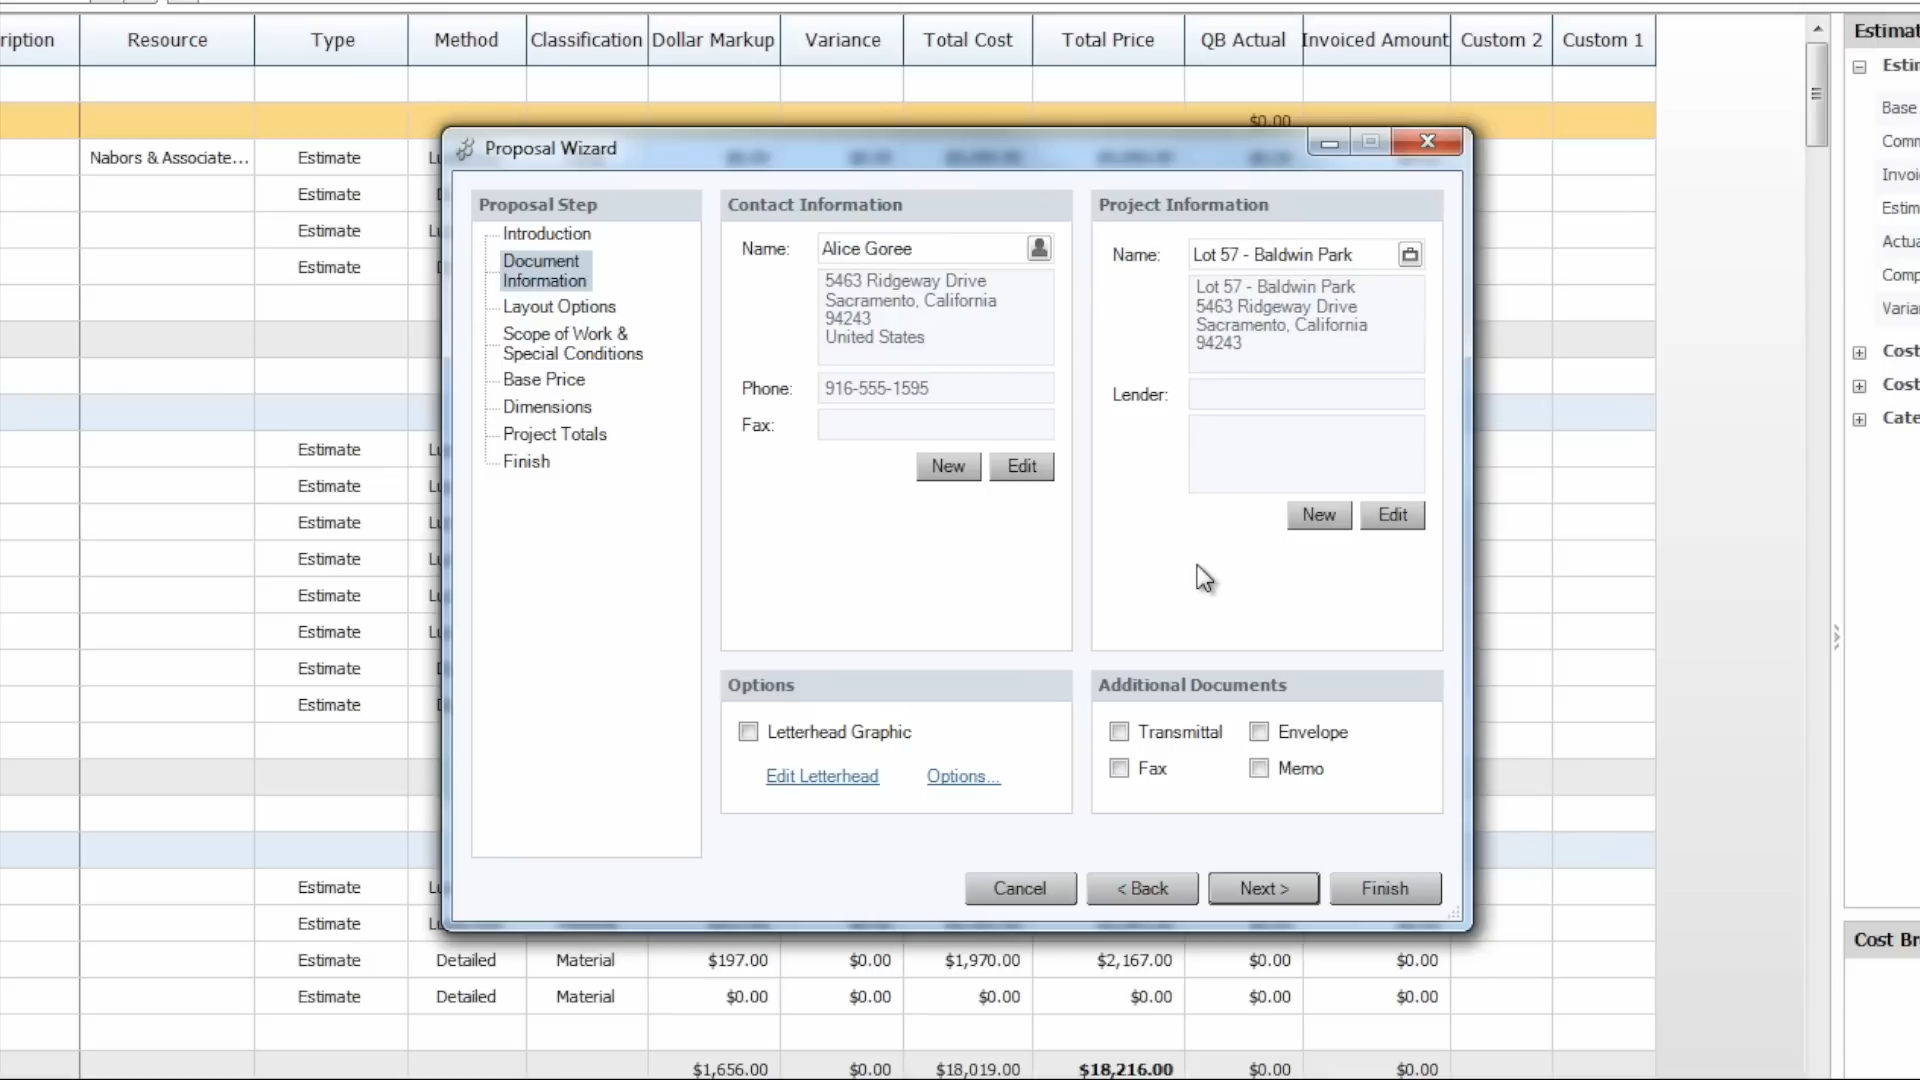 ription Resource Type Method Classification Dollar Markup Variance Total Cost Total Price QB Actual Invoiced Amount Custom 2 Custom 1
$0.00
Nabors & Associate... Estimate
Estimate
Estimate
Estimate
Estimate
Estimate
Estimate
Estimate
Estimate
Estimate
Estimate
Estimate
Estimate
Estimate
Estimate Detailed Material $197.00 $0.00 $1,970.00 $2,167.00 $0.00 $0.00
Estimate Detailed Material $0.00 $0.00 $0.00 $0.00 $0.00 $0.00
$1,656.00 $0.00 $18,019.00 $18,216.00 $0.00 $0.00
Proposal Wizard
Proposal Step
Introduction
Document
Information
Layout Options
Scope of Work &
Special Conditions
Base Price
Dimensions
Project Totals
Finish
Contact Information
Name: Alice Goree
5463 Ridgeway Drive
Sacramento, California
94243
United States
Phone: 916-555-1595
Fax:
New Edit
Project Information
Name: Lot 57 - Baldwin Park
Lot 57 - Baldwin Park
5463 Ridgeway Drive
Sacramento, California
94243
Lender:
New Edit
Options
Letterhead Graphic
Edit Letterhead Options...
Additional Documents
Transmittal Envelope
Fax Memo
Cancel < Back Next > Finish
Estimat
Estim
Base
Comm
Invoi
Estim
Actua
Comp
Varia
Cost
Cost
Cate
Cost Br